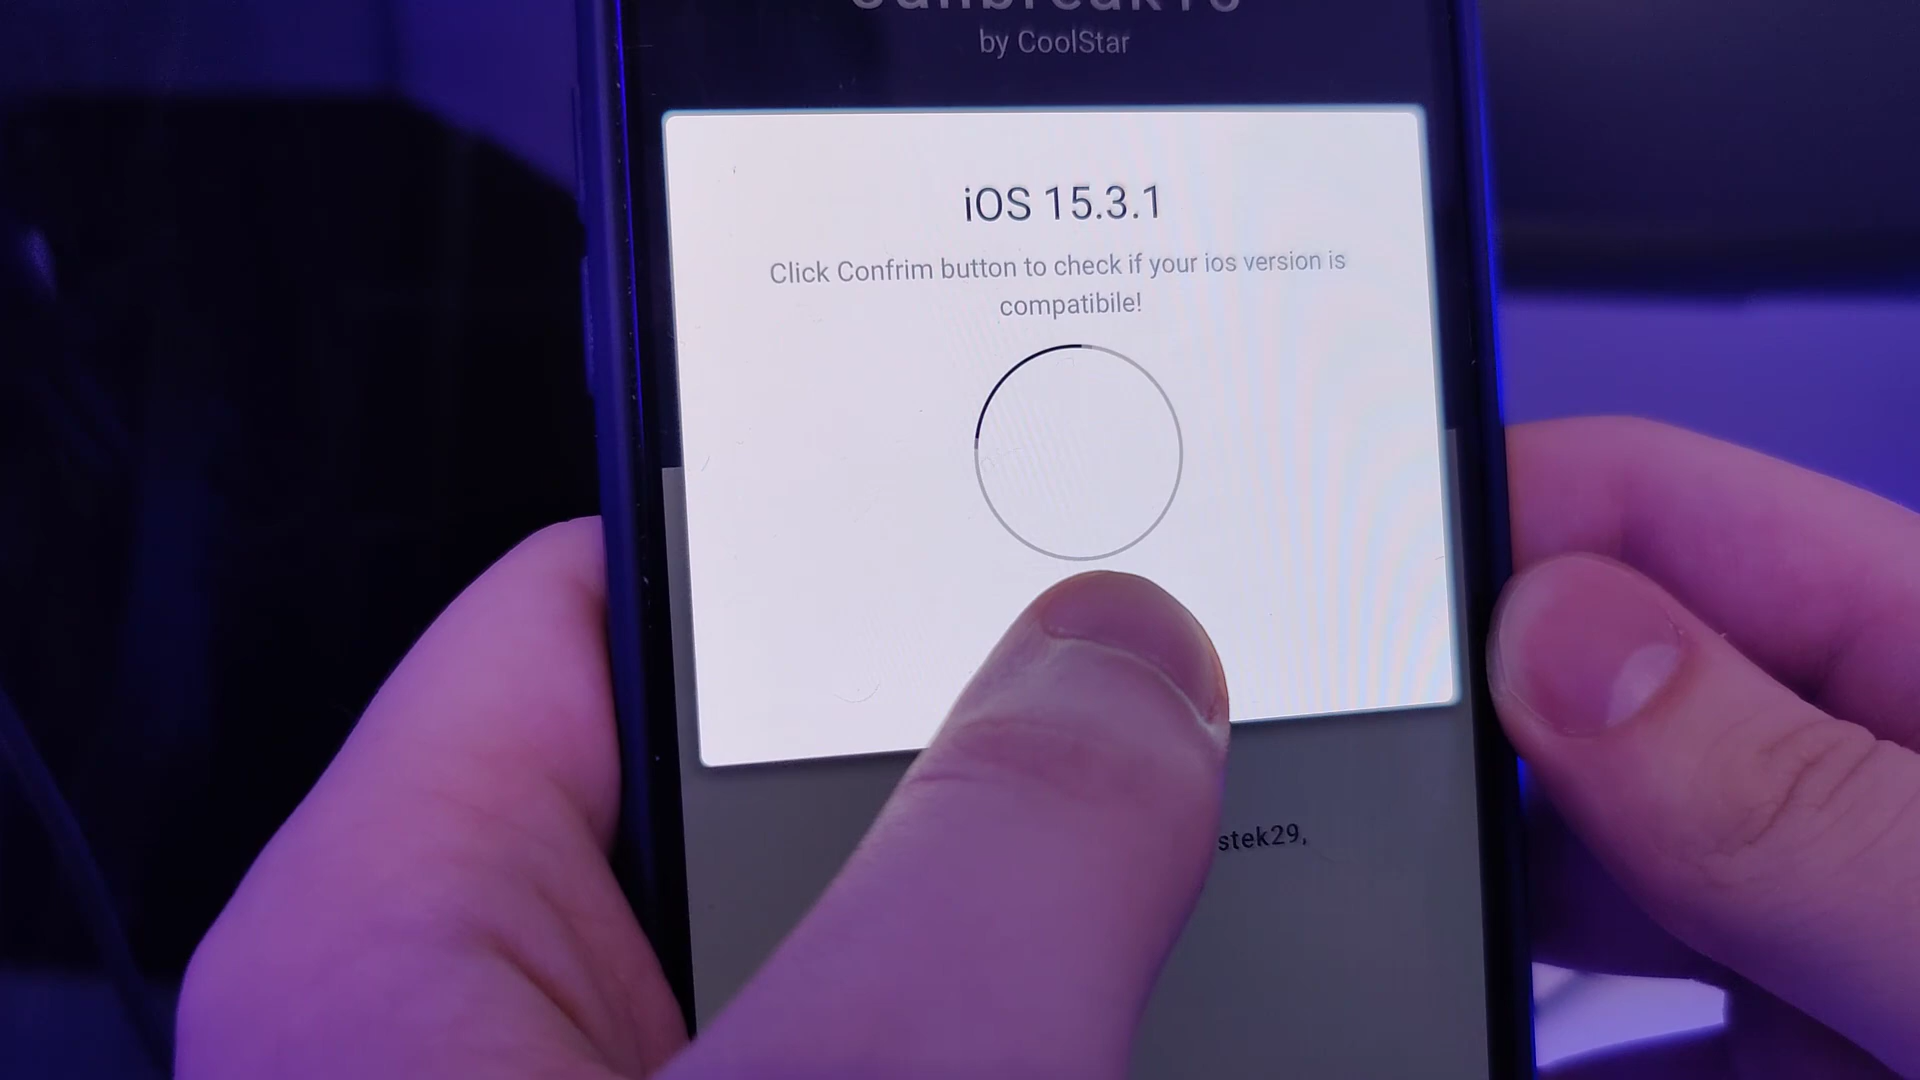 by CoolStar
iOS 15.3.1
Click Confrim button to check if your ios version is
compatibile!
stek29,